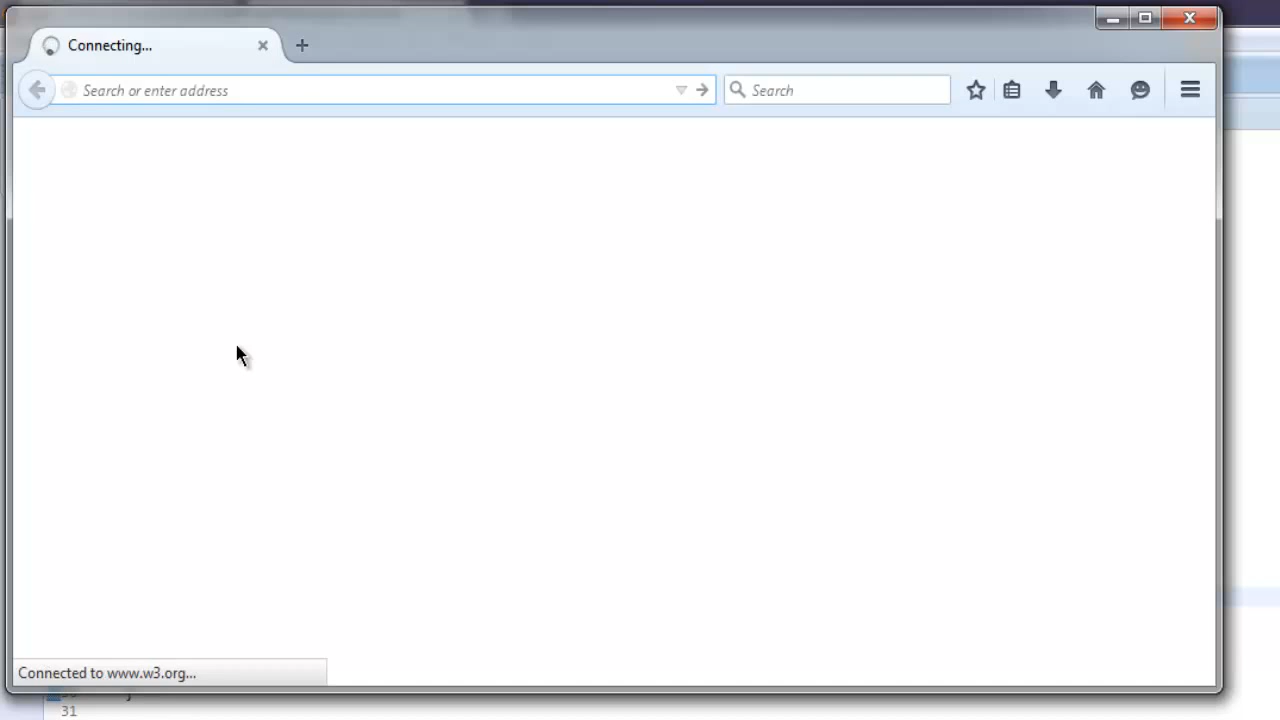 Connecting...
Search or enter address
Search
Connected to www.w3.org...
31